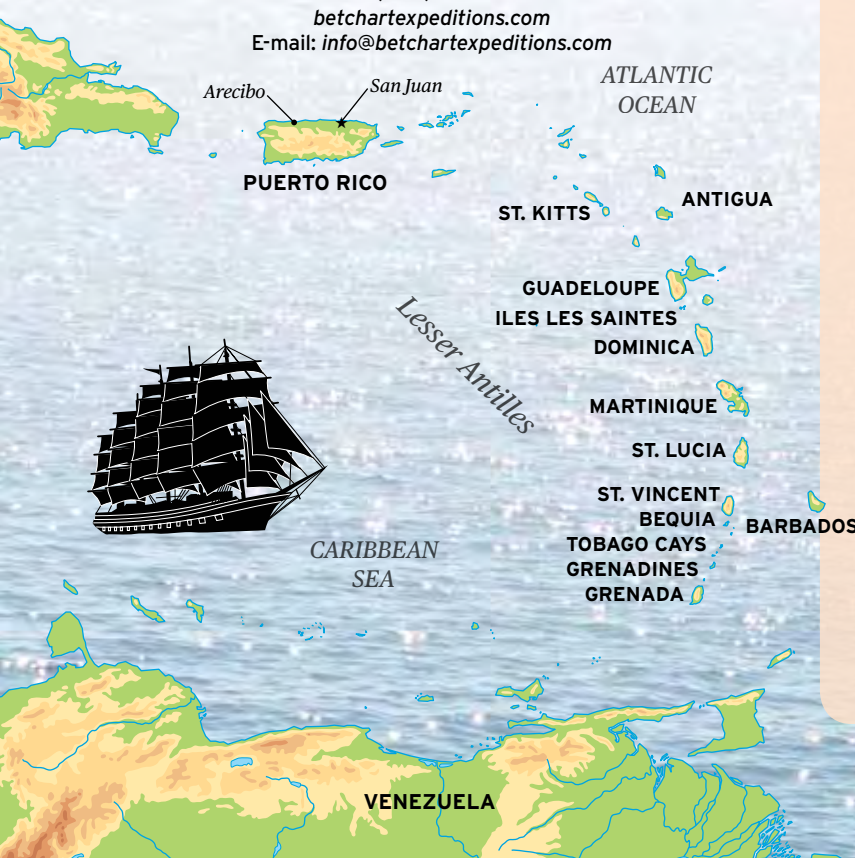 betchartexpeditions.com
E-mail: info@betchartexpeditions.com
ATLANTIC
OCEAN
Arecibo
San Juan
PUERTO RICO
ANTIGUA
ST. KITTS
GUADELOUPE
ILES LES SAINTES
DOMINICA
Lesser Antilles
MARTINIQUE
ST. LUCIA
ST. VINCENT
BEQUIA
BARBADOS
TOBAGO CAYS
GRENADINES
GRENADA
CARIBBEAN
SEA
VENEZUELA